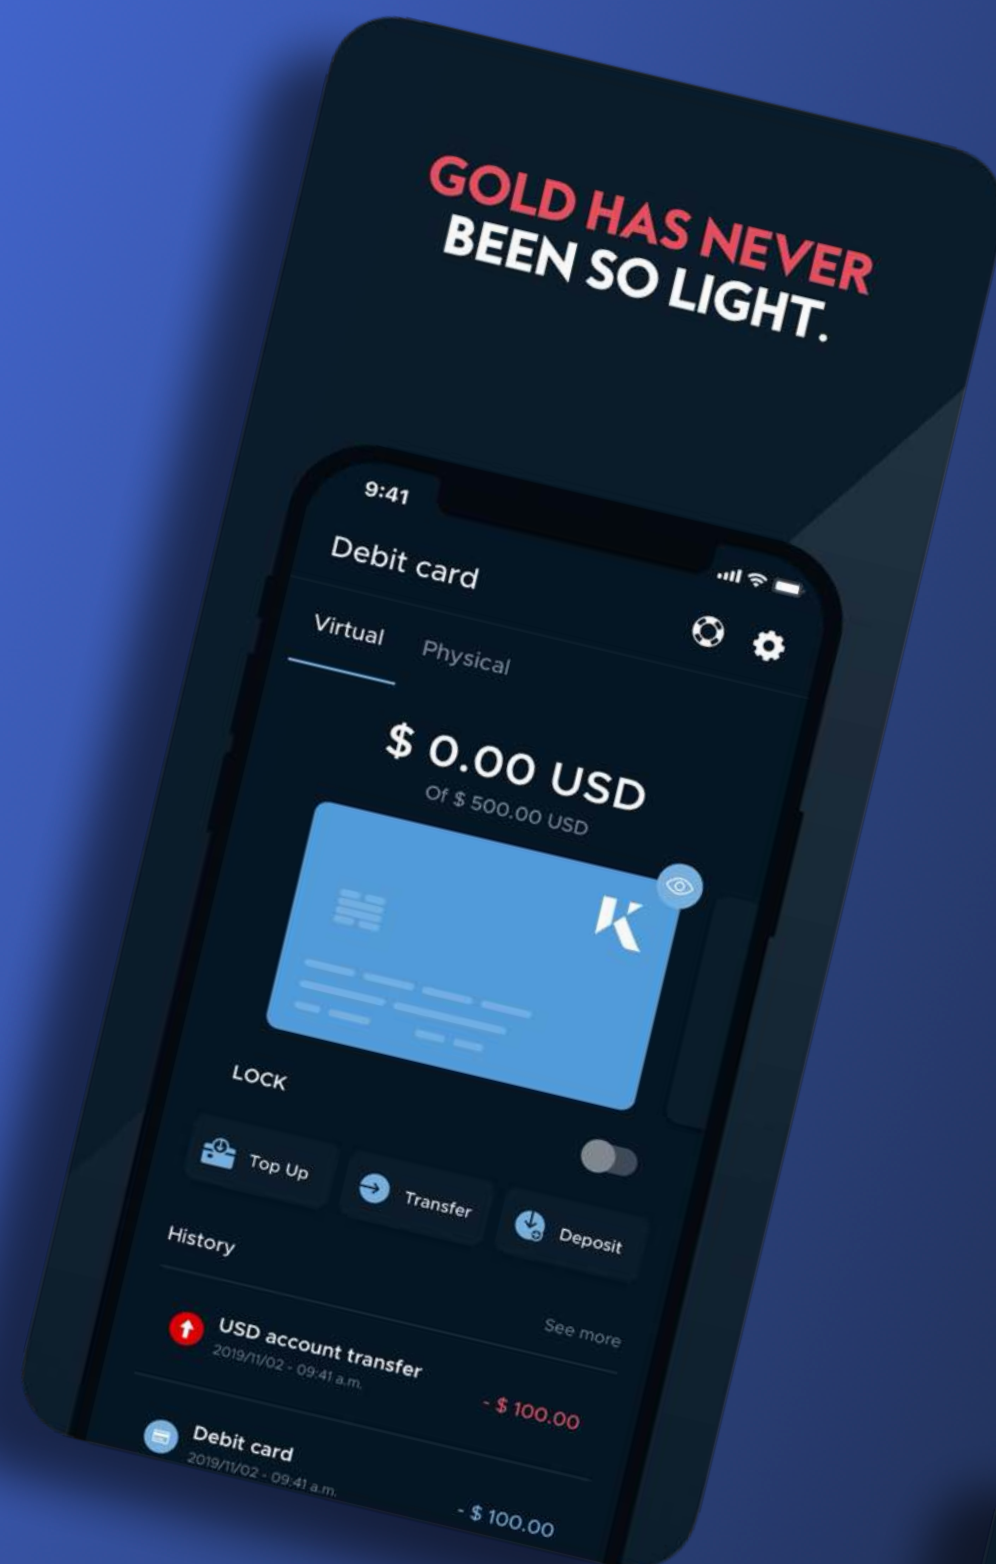 GOLD HAS NEVER
BEEN SO LIGHT.
9:41
Debit card
Virtual Physical
$ 0.00 USD
Of $ 500.00 USD
K
LOCK
Top Up Transfer Deposit
History
See more
USD account transfer
2019/11/02 - 09:41 a.m.
- $ 100.00
Debit card
2019/11/02 - 09:41 a.m.
- $ 100.00